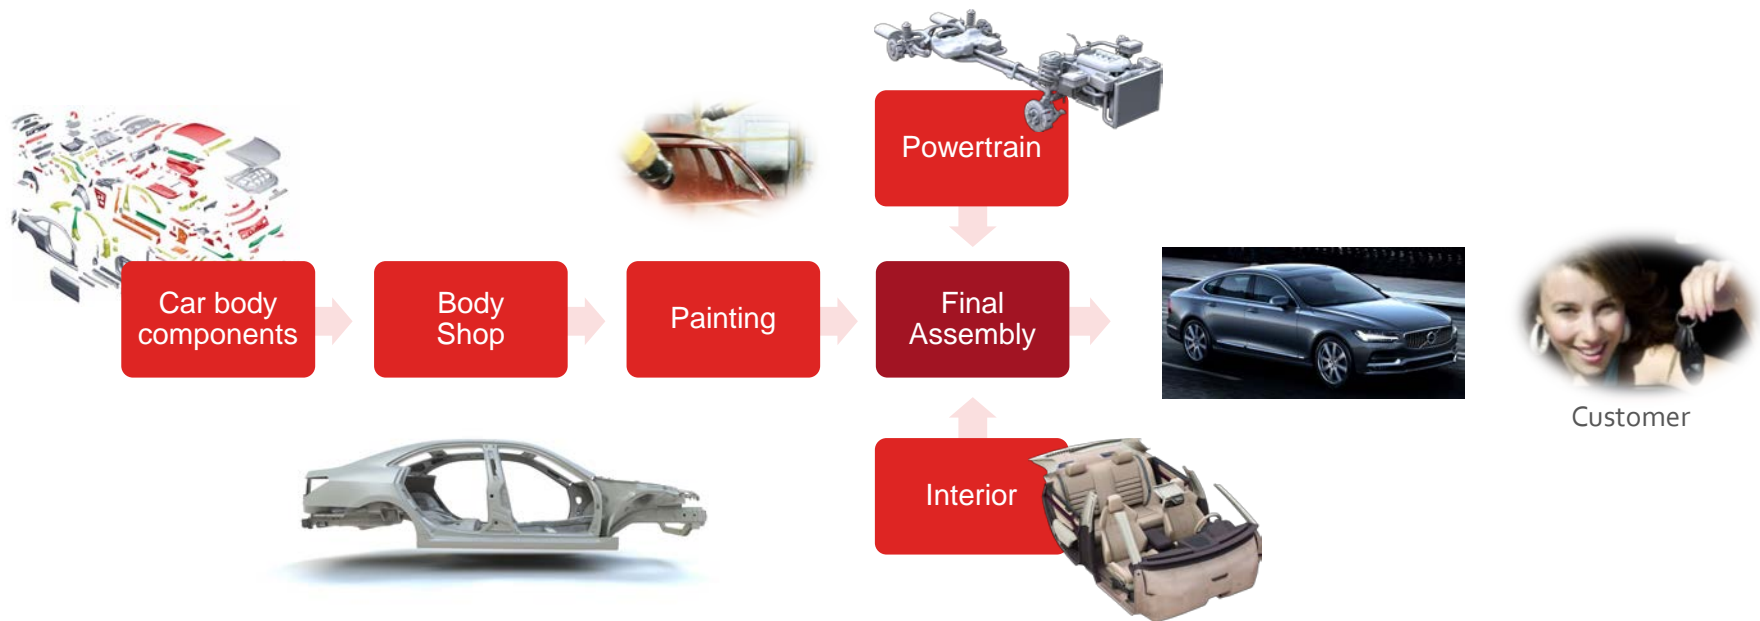 Powertrain
Car body
components
Body
Shop
Painting
Final
Assembly
Customer
Interior